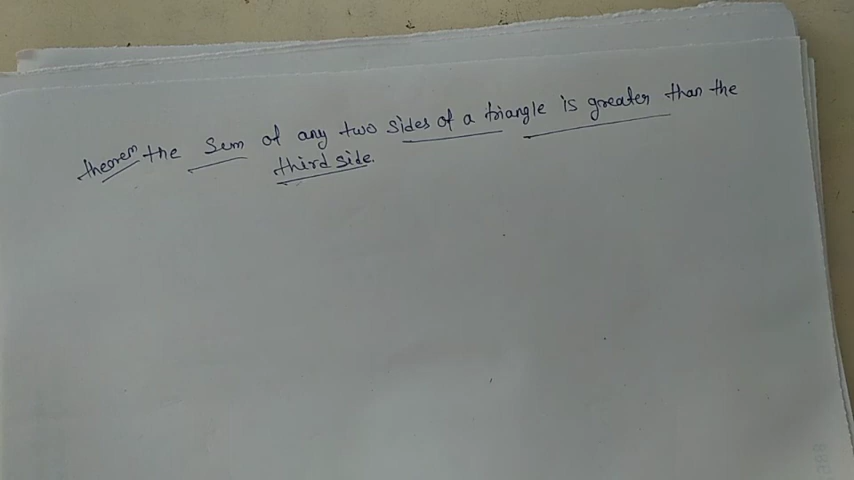 theorem the sum of any two sides of a triangle is greater than the
third side.